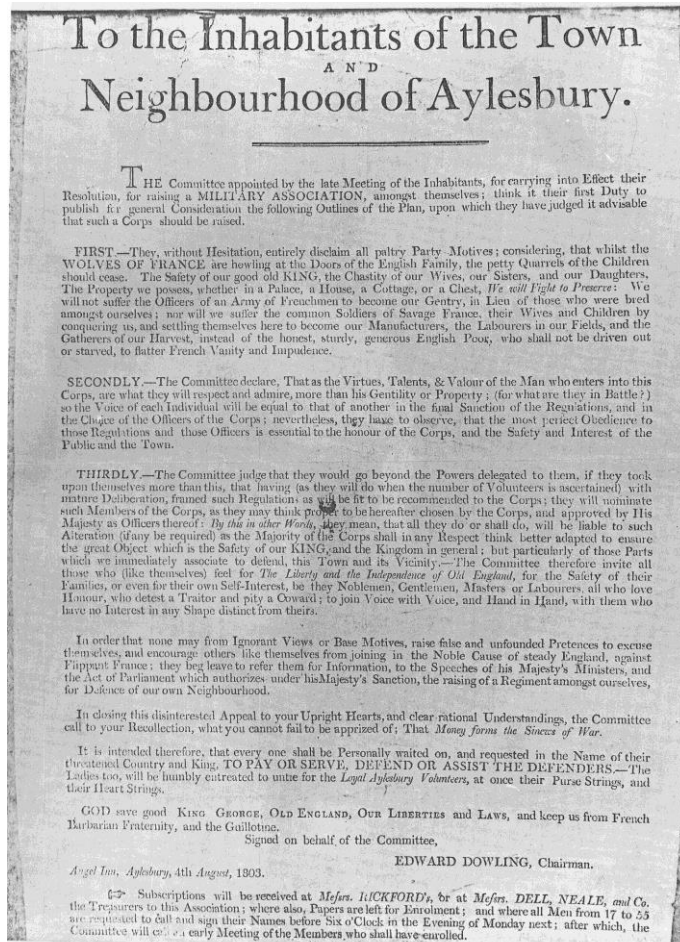 To the Inhabitants of the Town
AND
Neighbourhood of Aylesbury.
THE Committee appointed by the late Meeting of the Inhabitants, for carrying into Effect their
Resolution, for raising a MILITARY ASSOCIATION, amongst themselves; think it their first Duty to
publish for general Consideration the following Outlines of the Plan, upon which they have judged it advisable
that such a Corps should be raised.
FIRST.—They, without Hesitation, entirely disclaim all paltry Party Motives; considering, that whilst the
WOLVES OF FRANCE are howling at the Doors of the English Family, the petty Quarrels of the Children
should cease. The Safety of our good old KING, the Chastity of our Wives, our Sisters, and our Daughters,
The Property we possess, whether in a Palace, a House, a Cottage, or a Chest, We will Fight to Preserve: We
will not suffer the Officers of an Army of Frenchmen to become our Gentry, in Lieu of those who were bred
amongst ourselves; nor will we suffer the common Soldiers of Savage France, their Wives and Children by
conquering us, and settling themselves here to become our Manufacturers, the Labourers in our Fields, and the
Gatherers of our Harvest, instead of the honest, sturdy, generous English Poor, who shall not be driven out
or starved, to flatter French Vanity and Impudence.
SECONDLY.—The Committee declare, That as the Virtues, Talents, & Valour of the Man who enters into this
Corps, are what they will respect and admire, more than his Gentility or Property; (for what are they in Battle?)
so the Voice of each Individual will be equal to that of another in the final Sanction of the Regulations, and in
the Choice of the Officers of the Corps; nevertheless, they have to observe, that the most perfect Obedience to
those Regulations and those Officers is essential to the honour of the Corps, and the Safety and Interest of the
Public and the Town.
THIRDLY.—The Committee judge that they would go beyond the Powers delegated to them, if they took
upon themselves more than this, that having (as they will do when the number of Volunteers is ascertained) with
mature Deliberation, framed such Regulations as will be fit to be recommended to the Corps; they will nominate
such Members of the Corps, as they may think proper to be hereafter chosen by the Corps, and approved by His
Majesty as Officers thereof: By this in other Words, they mean, that all they do or shall do, will be liable to such
Alteration (if any be required) as the Majority of the Corps shall in any Respect think better adapted to ensure
the great Object which is the Safety of our KING, and the Kingdom in general; but particularly of those Parts
which we immediately associate to defend, this Town and its Vicinity.—The Committee therefore invite all
those who (like themselves) feel for The Liberty and the Independence of Old England, for the Safety of their
Families, or even for their own Self-Interest, be they Noblemen, Gentlemen, Masters or Labourers, all who love
Honour, who detest a Traitor and pity a Coward; to join Voice with Voice, and Hand in Hand, with them who
have no Interest in any Shape distinct from theirs.
In order that none may from Ignorant Views or Base Motives, raise false and unfounded Pretences to excuse
themselves, and encourage others like themselves from joining in the Noble Cause of steady England, against
Flippant France; they beg leave to refer them for Information, to the Speeches of his Majesty's Ministers, and
the Act of Parliament which authorizes under his Majesty's Sanction, the raising of a Regiment amongst ourselves,
for Defence of our own Neighbourhood.
In closing this disinterested Appeal to your Upright Hearts, and clear rational Understandings, the Committee
call to your Recollection, what you cannot fail to be apprized of; That Money forms the Sinews of War.
It is intended therefore, that every one shall be Personally waited on, and requested in the Name of their
threatened Country and King, TO PAY OR SERVE, DEFEND OR ASSIST THE DEFENDERS.—The
Ladies too, will be humbly entreated to untie for the Loyal Aylesbury Volunteers, at once their Purse Strings, and
their Heart Strings.
GOD save good KING GEORGE, OLD ENGLAND, OUR LIBERTIES and LAWS, and keep us from French
Barbarian Fraternity, and the Guillotine.
Signed on behalf of the Committee,
EDWARD DOWLING, Chairman.
Angel Inn, Aylesbury, 4th August, 1803.
☞ Subscriptions will be received at Messrs. RICKFORD's, or at Messrs. DELL, NEALE, and Co.
the Treasurers to this Association; where also, Papers are left for Enrolment; and where all Men from 17 to 55
are requested to call and sign their Names before Six o'Clock in the Evening of Monday next; after which, the
Committee will early Meeting of the Members who shall have enrolled.